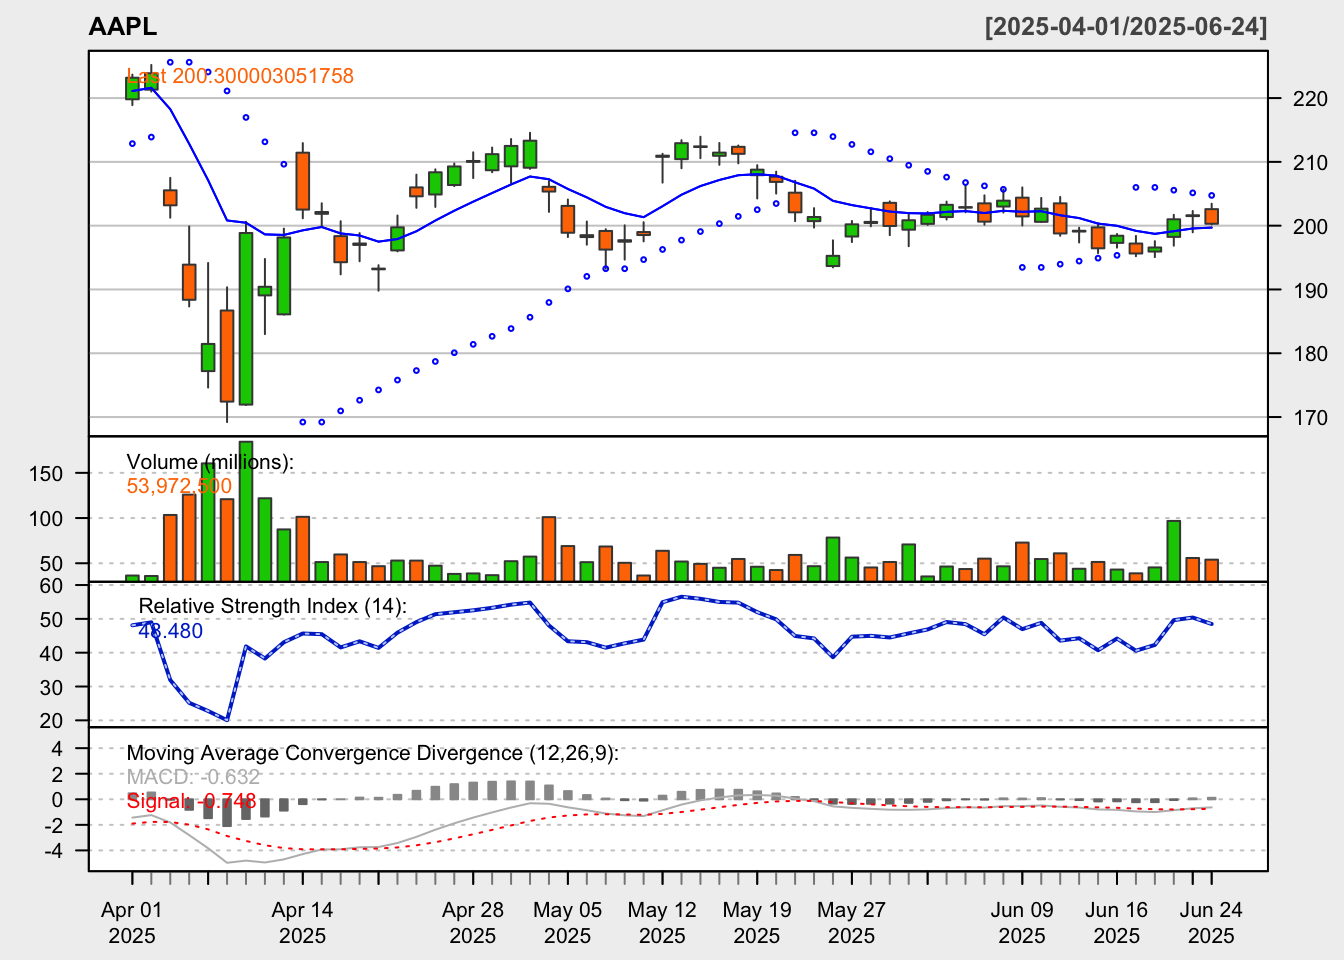 AAPL [2025-04-01/2025-06-24]
Last 200.300003051758
220
210
200
190
180
170
Volume (millions):
53,972,500
150
100
50
Relative Strength Index (14):
48.480
60
50
40
30
20
Moving Average Convergence Divergence (12,26,9):
MACD: -0.632
Signal: -0.748
4
2
0
-2
-4
Apr 01 Apr 14 Apr 28 May 05 May 12 May 19 May 27 Jun 09 Jun 16 Jun 24
2025 2025 2025 2025 2025 2025 2025 2025 2025 2025